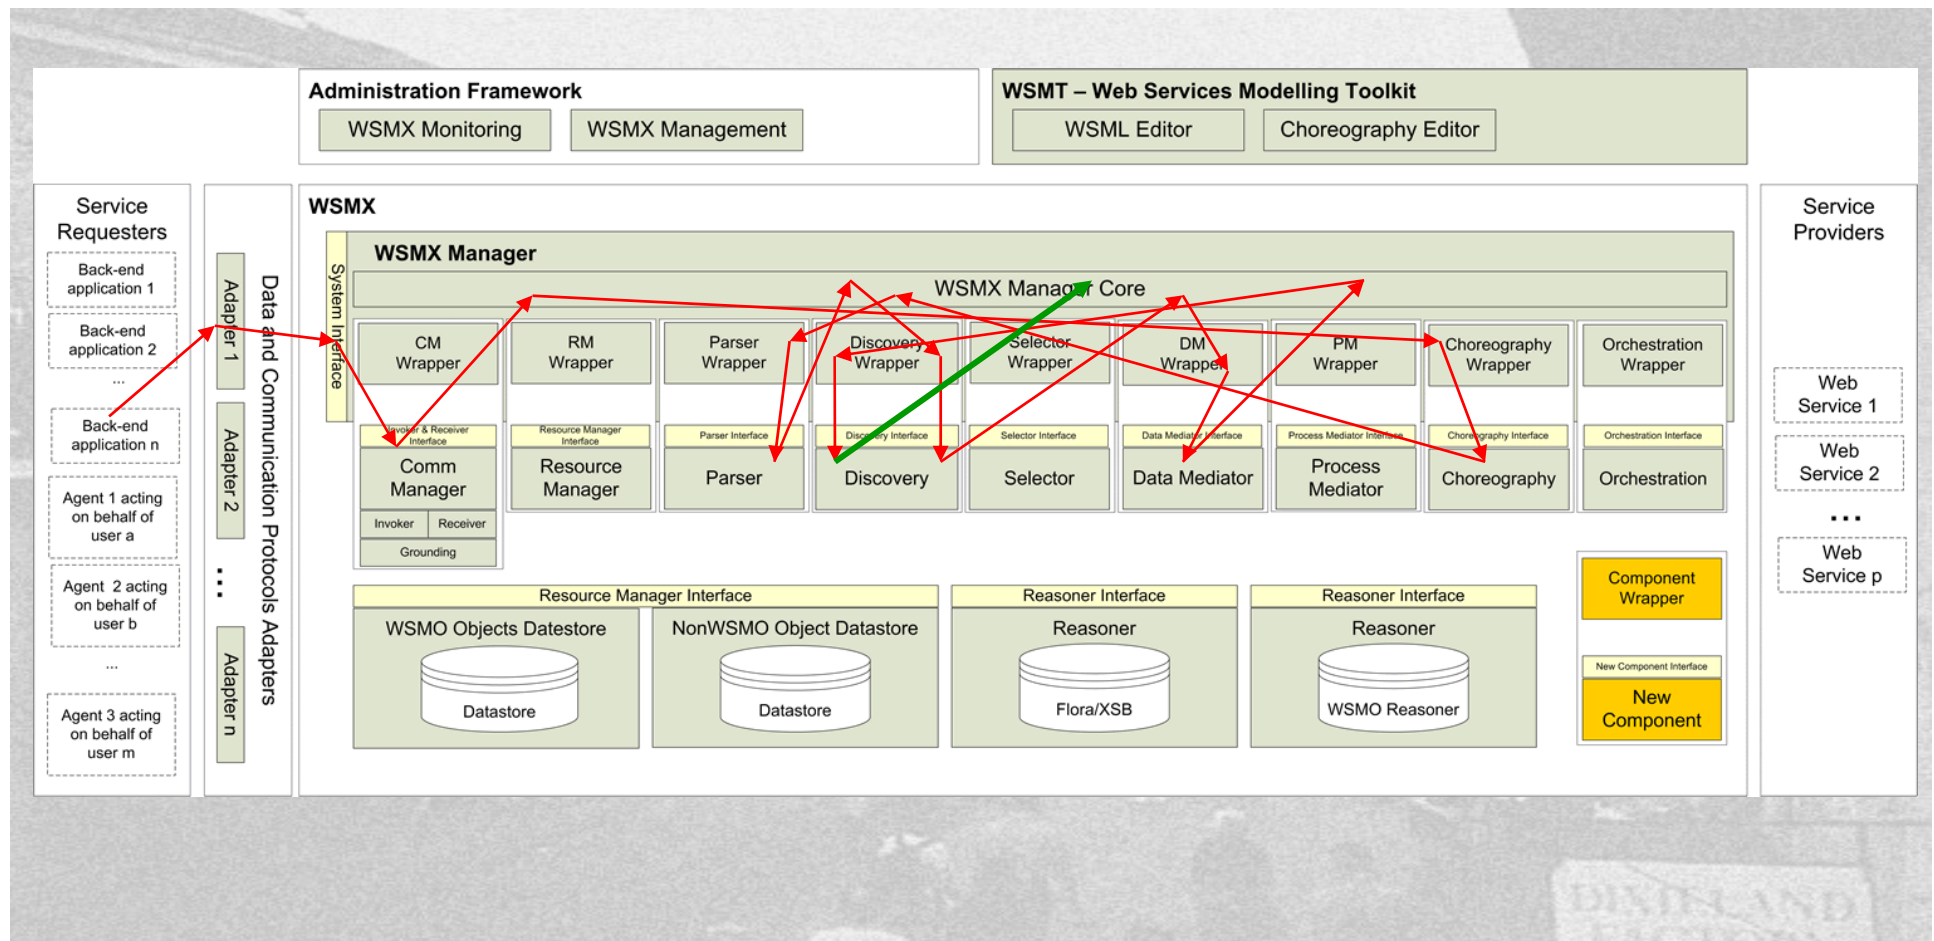 Administration Framework
WSMX Monitoring
WSMX Management
WSMT – Web Services Modelling Toolkit
WSML Editor
Choreography Editor
Service
Requesters
Back-end
application 1
Back-end
application 2
...
Back-end
application n
Agent 1 acting
on behalf of
user a
Agent 2 acting
on behalf of
user b
...
Agent 3 acting
on behalf of
user m
Adapter 1
Adapter 2
...
Adapter n
Data and Communication Protocols Adapters
WSMX
System Interface
WSMX Manager
WSMX Manager Core
CM
Wrapper
RM
Wrapper
Parser
Wrapper
Discovery
Wrapper
Selector
Wrapper
DM
Wrapper
PM
Wrapper
Choreography
Wrapper
Orchestration
Wrapper
Invoker & Receiver
Interface
Resource Manager
Interface
Parser Interface
Discovery Interface
Selector Interface
Data Mediator Interface
Process Mediator Interface
Choreography Interface
Orchestration Interface
Comm
Manager
Invoker
Receiver
Grounding
Resource
Manager
Parser
Discovery
Selector
Data Mediator
Process
Mediator
Choreography
Orchestration
Resource Manager Interface
WSMO Objects Datestore
Datastore
NonWSMO Object Datastore
Datastore
Reasoner Interface
Reasoner
Flora/XSB
Reasoner Interface
Reasoner
WSMO Reasoner
Component
Wrapper
New Component Interface
New
Component
Service
Providers
Web
Service 1
Web
Service 2
...
Web
Service p
DIXIELAND